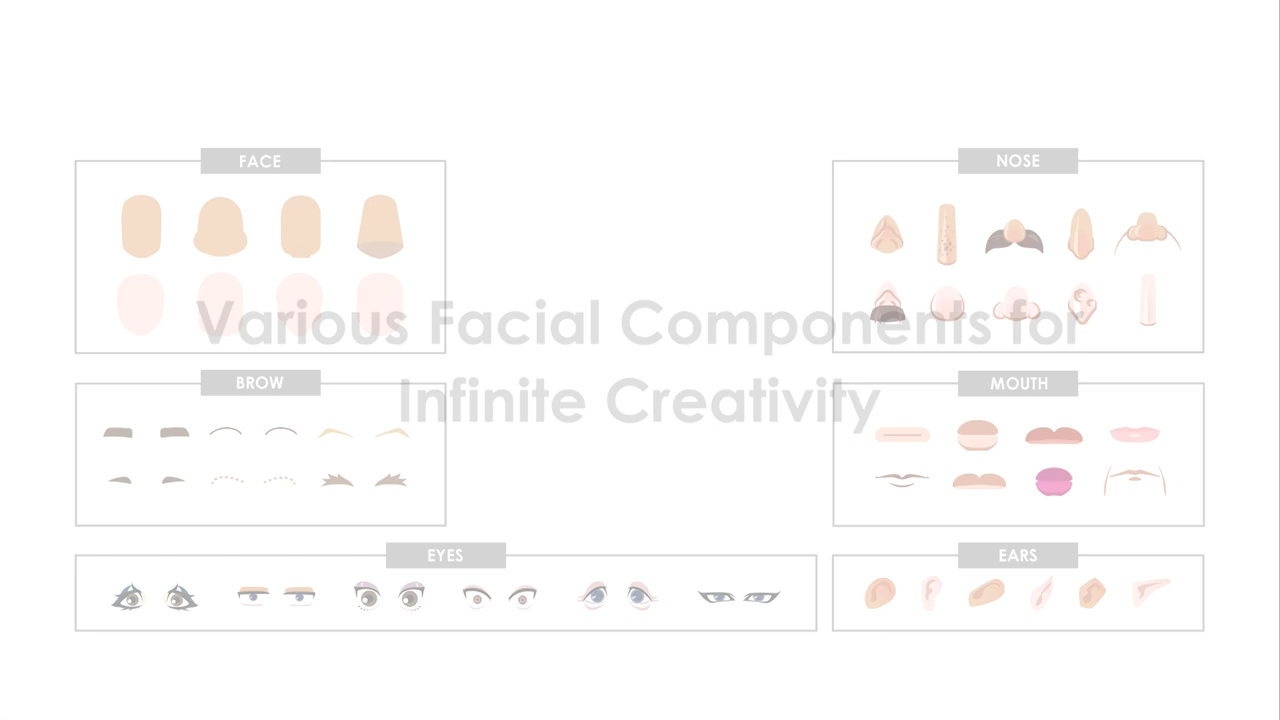 FACE
NOSE
Various Facial Components for
Infinite Creativity
BROW
MOUTH
EYES
EARS